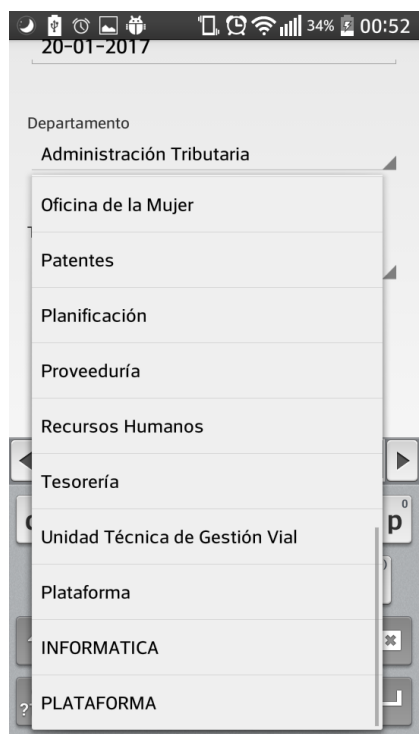 34% 00:52
20-01-2017
Departamento
Administración Tributaria
Oficina de la Mujer
Patentes
Planificación
Proveeduría
Recursos Humanos
Tesorería
Unidad Técnica de Gestión Vial
Plataforma
INFORMATICA
PLATAFORMA